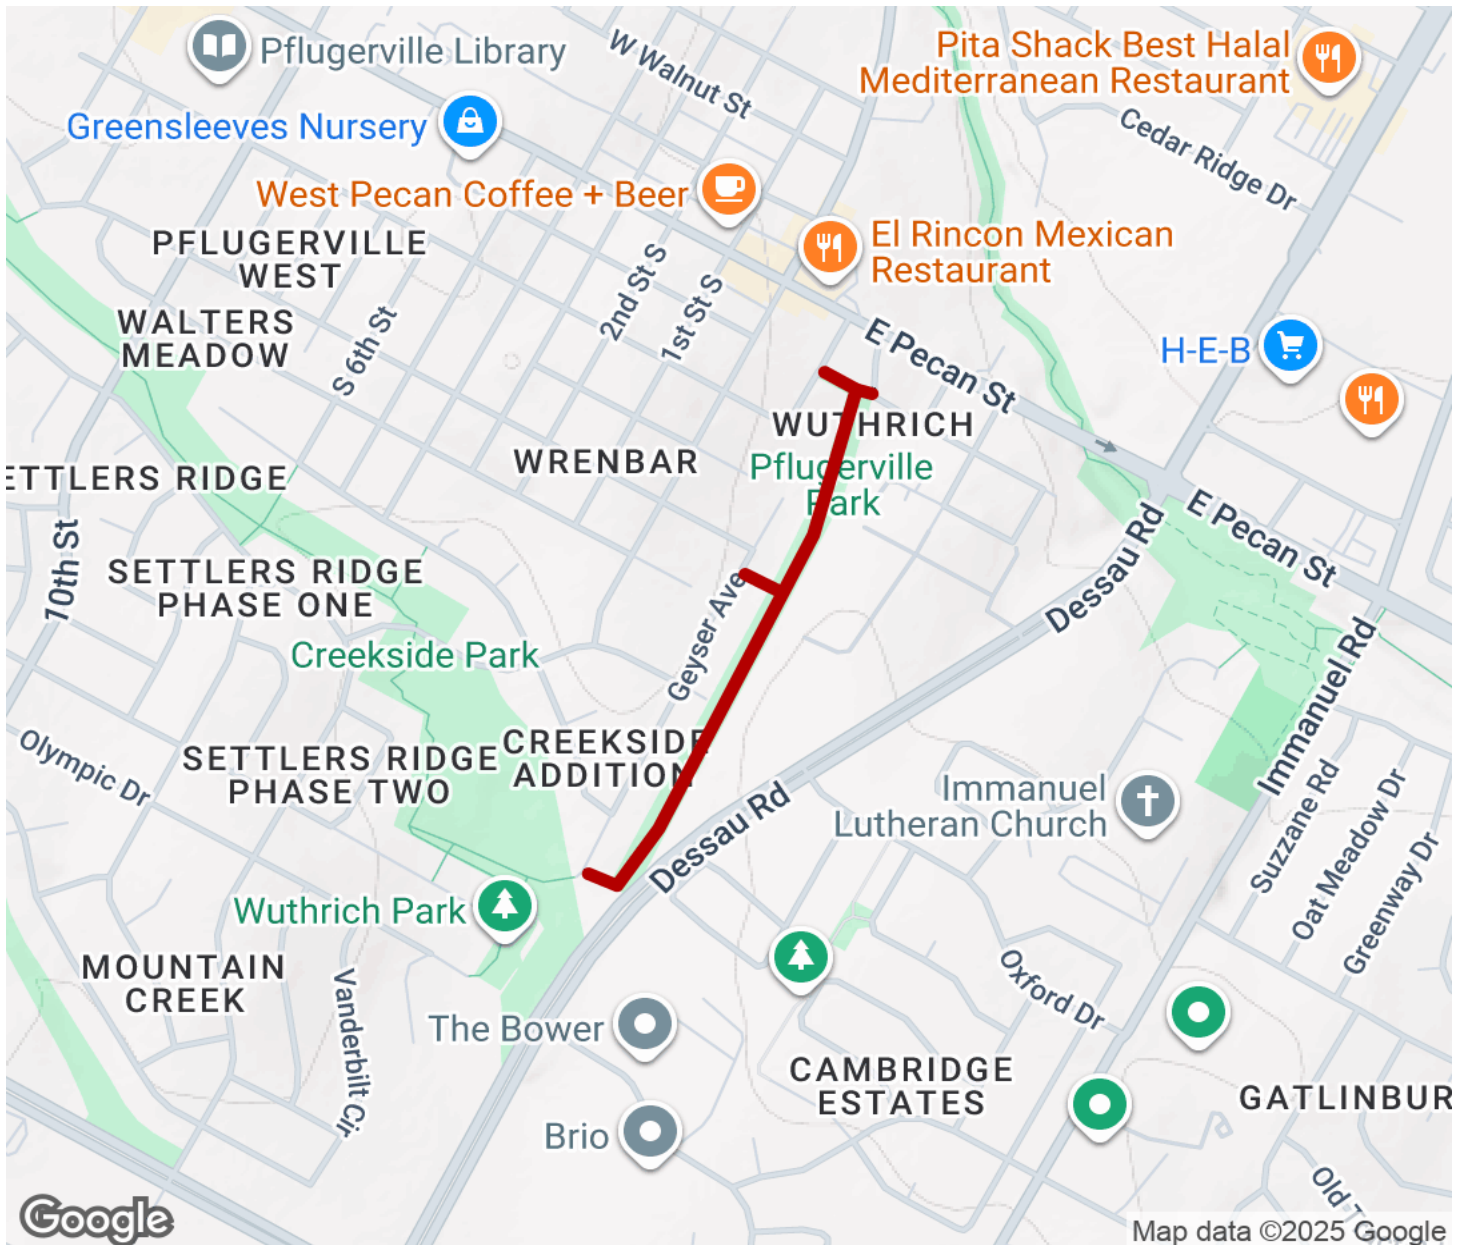 Pflugerville Library
W Walnut St
Pita Shack Best Halal
Mediterranean Restaurant
Greensleeves Nursery
Cedar Ridge Dr
West Pecan Coffee + Beer
El Rincon Mexican
Restaurant
PFLUGERVILLE
WEST
2nd St S
1st St S
WALTERS
MEADOW
S 6th St
E Pecan St
H-E-B
WUTHRICH
WRENBAR
Pflugerville
Park
ETTLERS RIDGE
E Pecan St
10th St
Dessau Rd
SETTLERS RIDGE
PHASE ONE
Geyser Ave
Creekside Park
Immanuel Rd
Olympic Dr
SETTLERS RIDGE
PHASE TWO
CREEKSIDE
ADDITION
Dessau Rd
Immanuel
Lutheran Church
Suzzane Rd
Oat Meadow Dr
Greenway Dr
Wuthrich Park
MOUNTAIN
CREEK
Vanderbilt Cir
Oxford Dr
The Bower
CAMBRIDGE
ESTATES
GATLINBUR
Brio
Old T
Google
Map data ©2025 Google